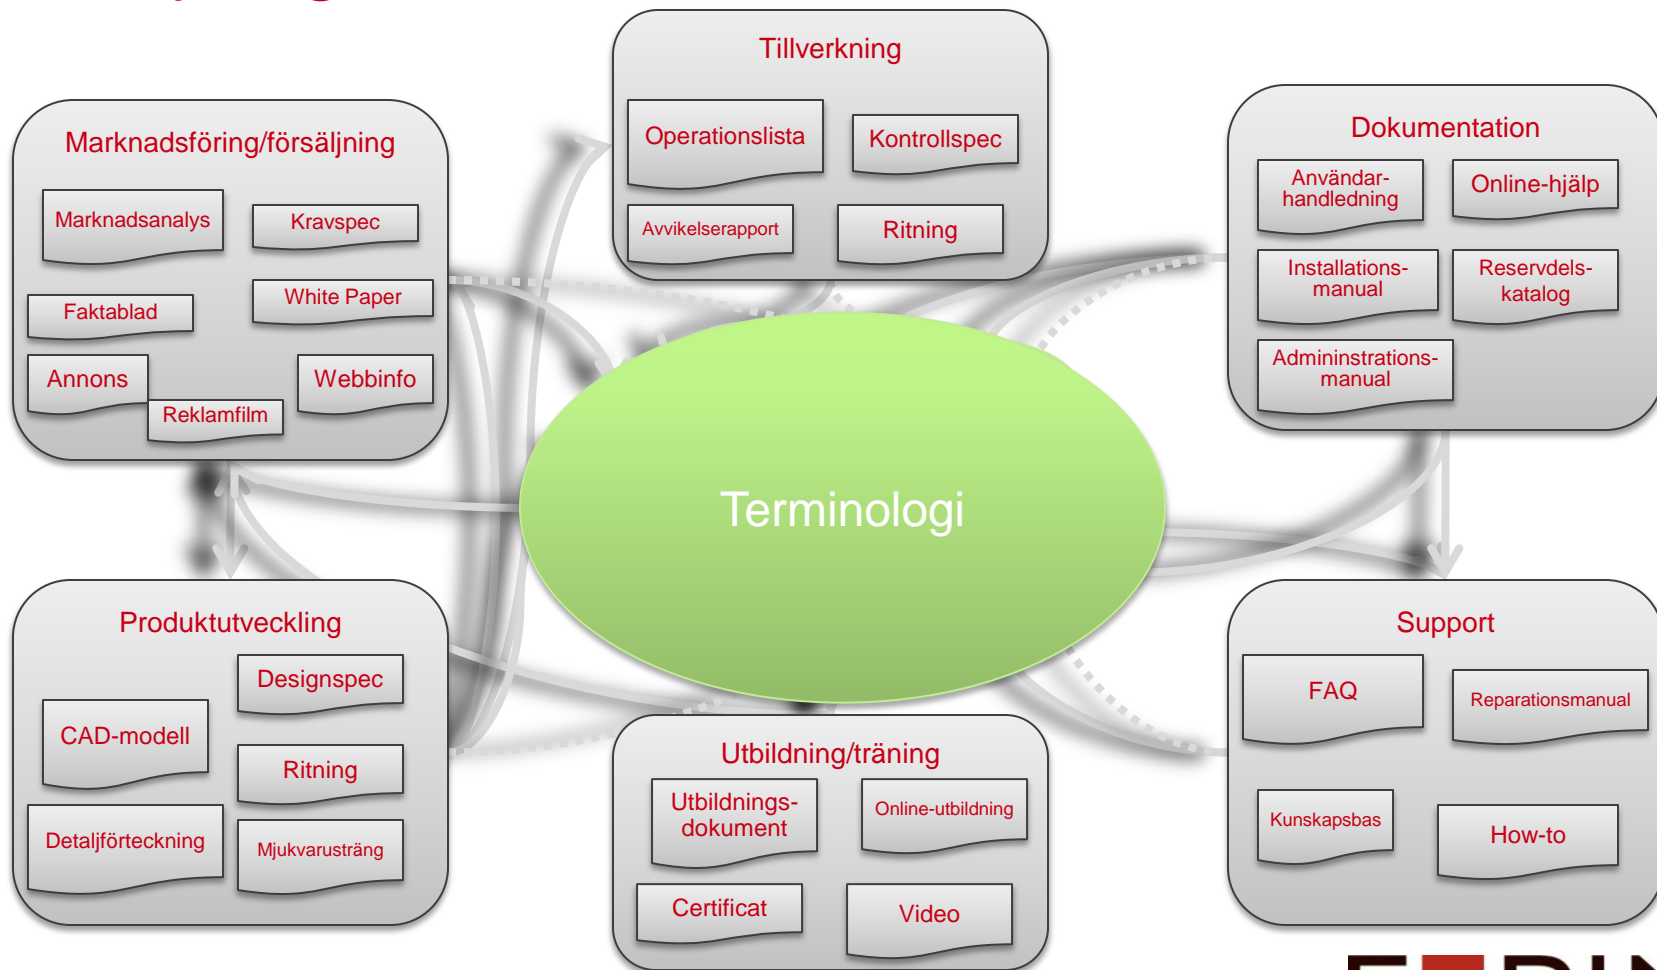 Tillverkning
Operationslista
Kontrollspec
Avvikelserapport
Ritning
Marknadsföring/försäljning
Marknadsanalys
Kravspec
Faktablad
White Paper
Annons
Reklamfilm
Webbinfo
Dokumentation
Användar-
handledning
Online-hjälp
Installations-
manual
Reservdels-
katalog
Admininstrations-
manual
Terminologi
Produktutveckling
Designspec
CAD-modell
Ritning
Detaljförteckning
Mjukvarusträng
Utbildning/träning
Utbildnings-
dokument
Online-utbildning
Certificat
Video
Support
FAQ
Reparationsmanual
Kunskapsbas
How-to